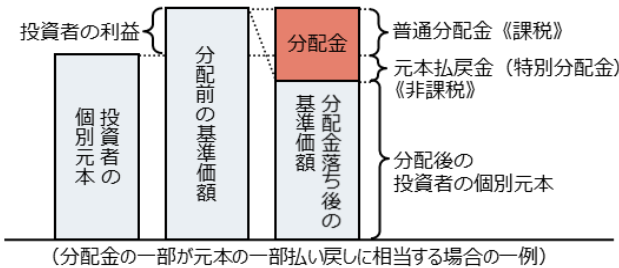 投資者の利益
投資者の
個別元本
分配前の基準価額
分配金
分配金落ち後の
基準価額
普通分配金《課税》
元本払戻金（特別分配金）
《非課税》
分配後の
投資者の個別元本
（分配金の一部が元本の一部払い戻しに相当する場合の一例）